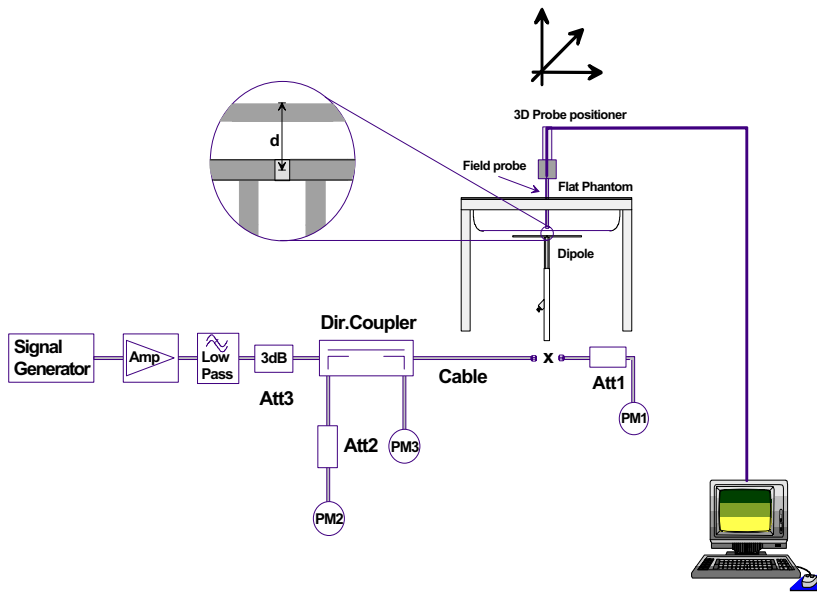 3D Probe positioner
d
Field probe
Flat Phantom
Dipole
Dir.Coupler
Signal
Generator
Amp
Low
Pass
3dB
Cable
x
Att1
Att3
PM1
Att2
PM3
PM2